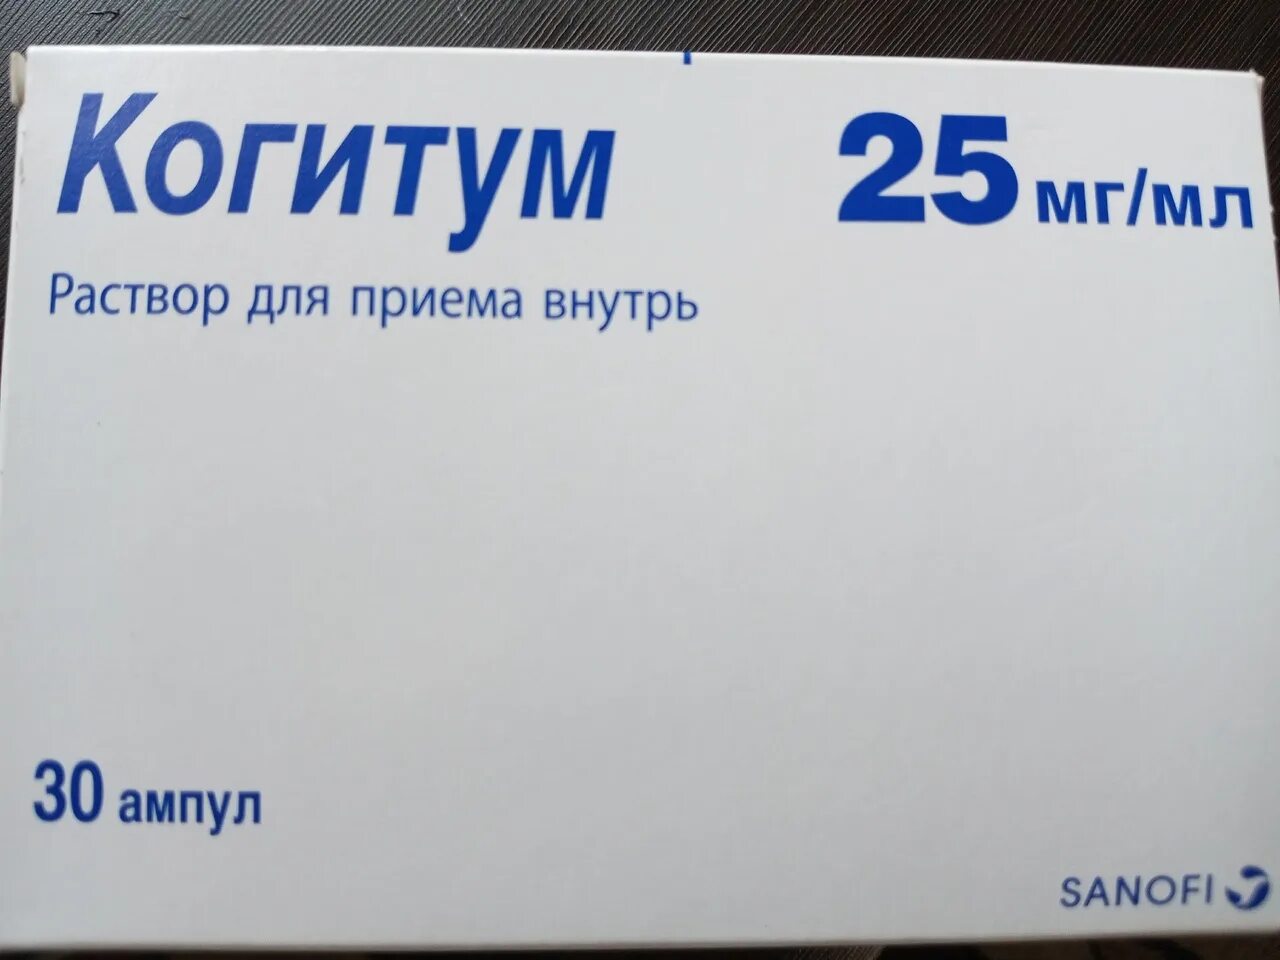 Когитум 25 мг/мл
Раствор для приема внутрь
30 ампул
SANOFI